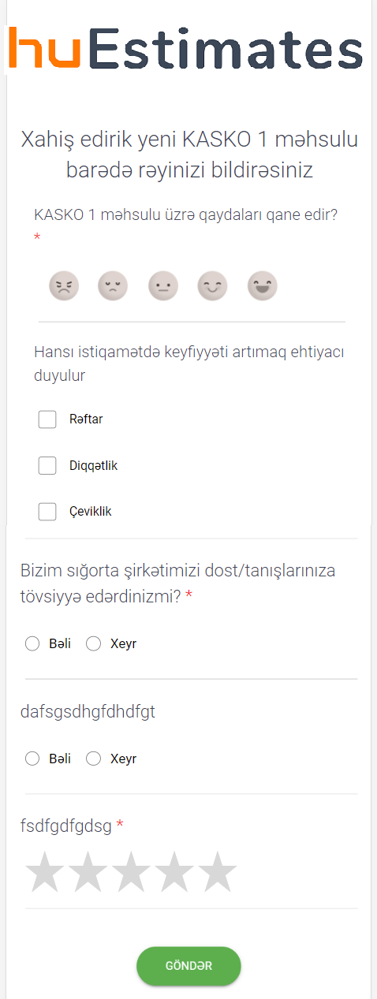 huEstimates
Xahiş edirik yeni KASKO 1 məhsulu
barədə rəyinizi bildirəsiniz
KASKO 1 məhsulu üzrə qaydaları qane edir?
*
Hansı istiqamətdə keyfiyyəti artımaq ehtiyacı
duyulur
Rəftar
Diqqətlik
Çeviklik
Bizim sığorta şirkətimizi dost/tanışlarınıza
tövsiyyə edərdinizmi? *
Bəli Xeyr
dafsgsdhgfdhdfgt
Bəli Xeyr
fsdfgdfgdsg *
GÖNDƏR